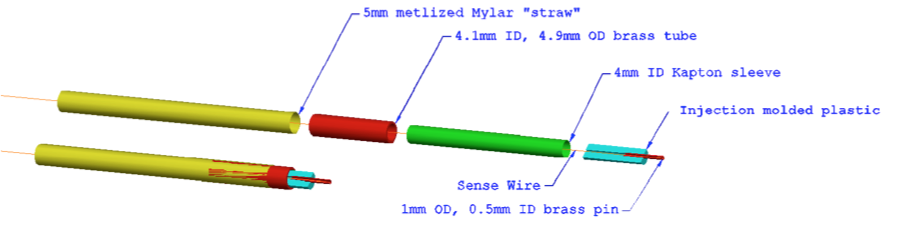 5mm metlized Mylar "straw"
4.1mm ID, 4.9mm OD brass tube
4mm ID Kapton sleeve
Injection molded plastic
Sense Wire
1mm OD, 0.5mm ID brass pin